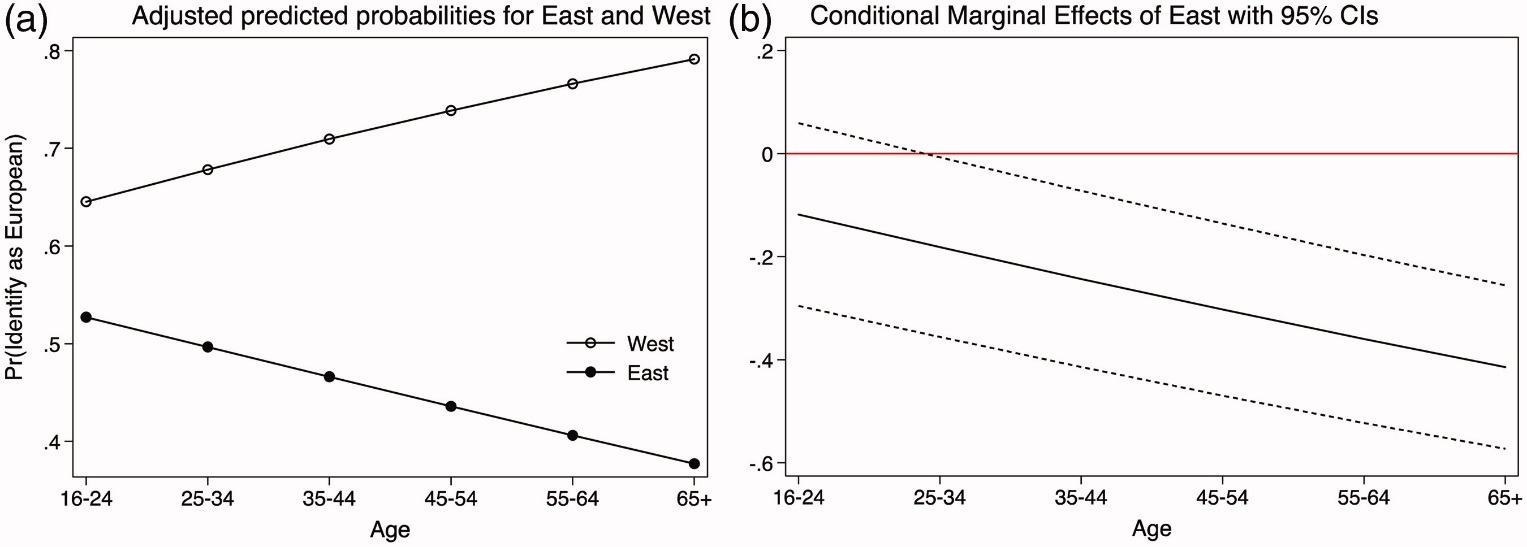 (a) Adjusted predicted probabilities for East and West
.8
.7
.6
.5
.4
Pr(Identify as European)
West
East
16-24 25-34 35-44 45-54 55-64 65+
Age
(b) Conditional Marginal Effects of East with 95% CIs
.2
0
-.2
-.4
-.6
16-24 25-34 35-44 45-54 55-64 65+
Age